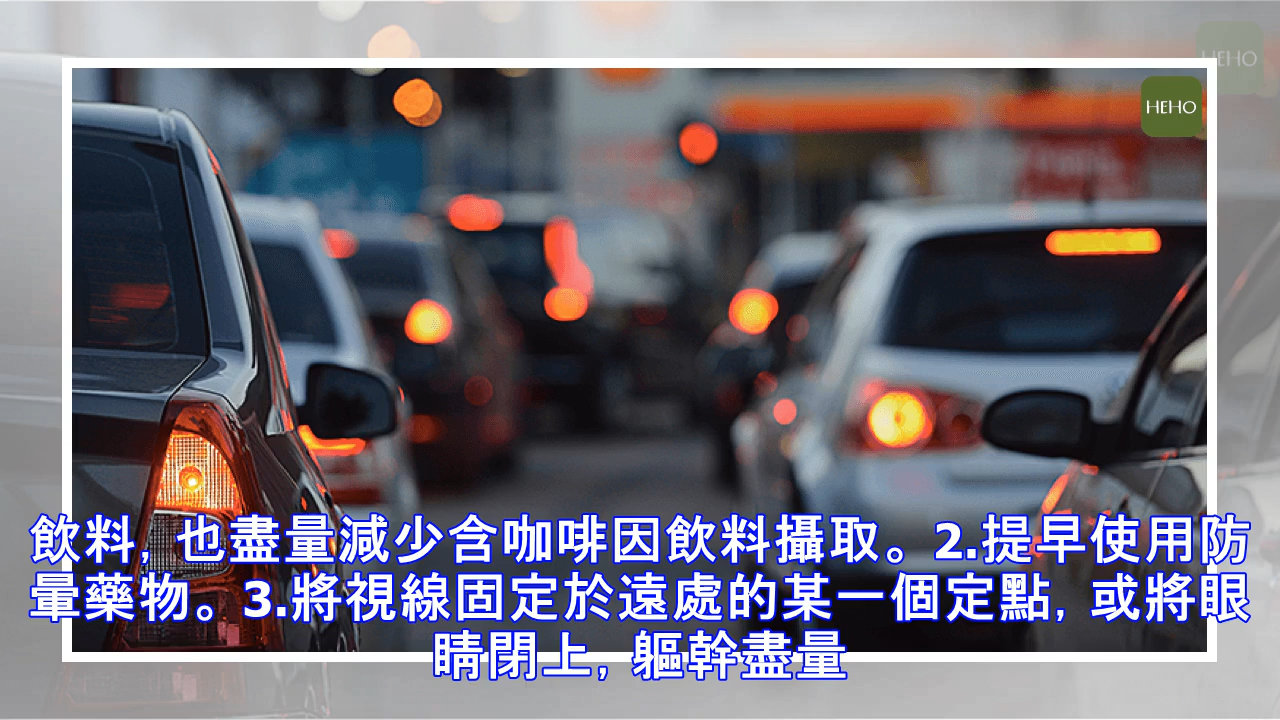 HEHO
HEHO
飲料, 也盡量減少含咖啡因飲料攝取。2.提早使用防
暈藥物。3.將視線固定於遠處的某一個定點, 或將眼
睛閉上, 軀幹盡量